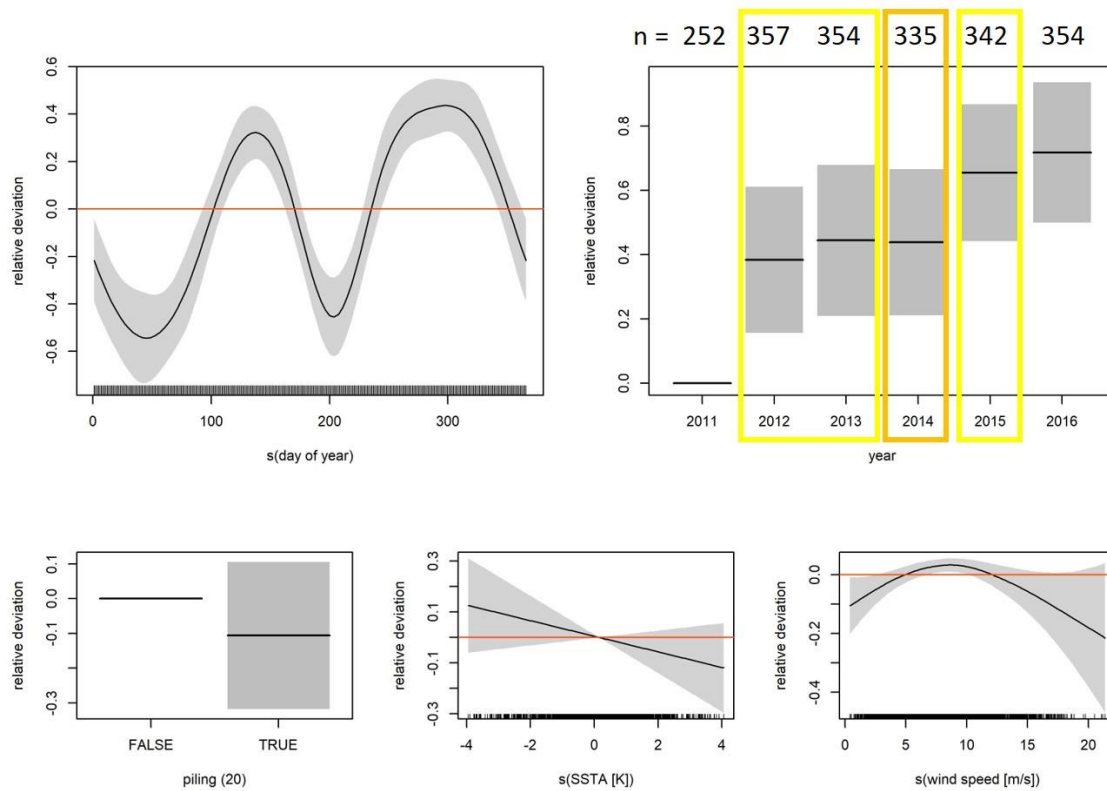 n = 252 357 354 335 342 354
relative deviation
0.6
0.4
0.2
0.0
-0.2
-0.4
-0.6
0 100 200 300
s(day of year)
relative deviation
0.8
0.6
0.4
0.2
0.0
2011 2012 2013 2014 2015 2016
year
relative deviation
0.1
0.0
-0.1
-0.3
FALSE TRUE
piling (20)
relative deviation
0.3
0.1
-0.1
-0.3
-4 -2 0 2 4
s(SSTA [K])
relative deviation
0.0
-0.2
-0.4
0 5 10 15 20
s(wind speed [m/s])